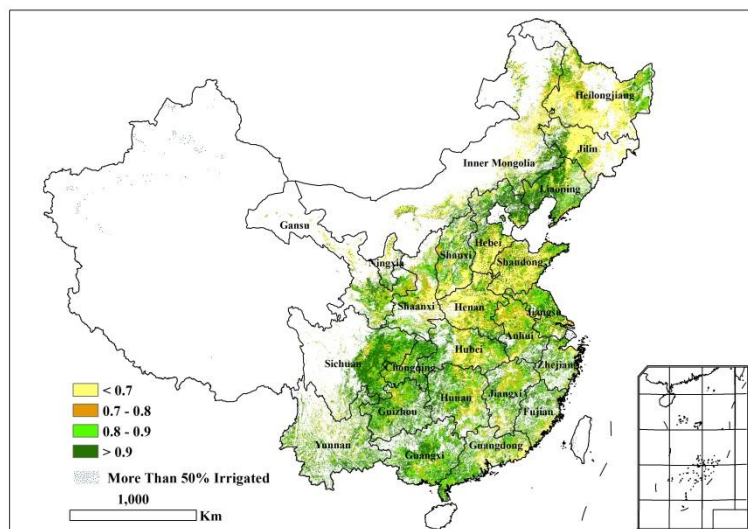 Heilongjiang
Jilin
Inner Mongolia
Liaoning
Gansu
Hebei
Ningxia
Shanxi
Shandong
Shaanxi
Henan
Jiangsu
Anhui
Sichuan
Chongqing
Hubei
Zhejiang
Guizhou
Hunan
Jiangxi
Fujian
Yunnan
Guangxi
Guangdong
< 0.7
0.7 - 0.8
0.8 - 0.9
> 0.9
More Than 50% Irrigated
1,000
Km